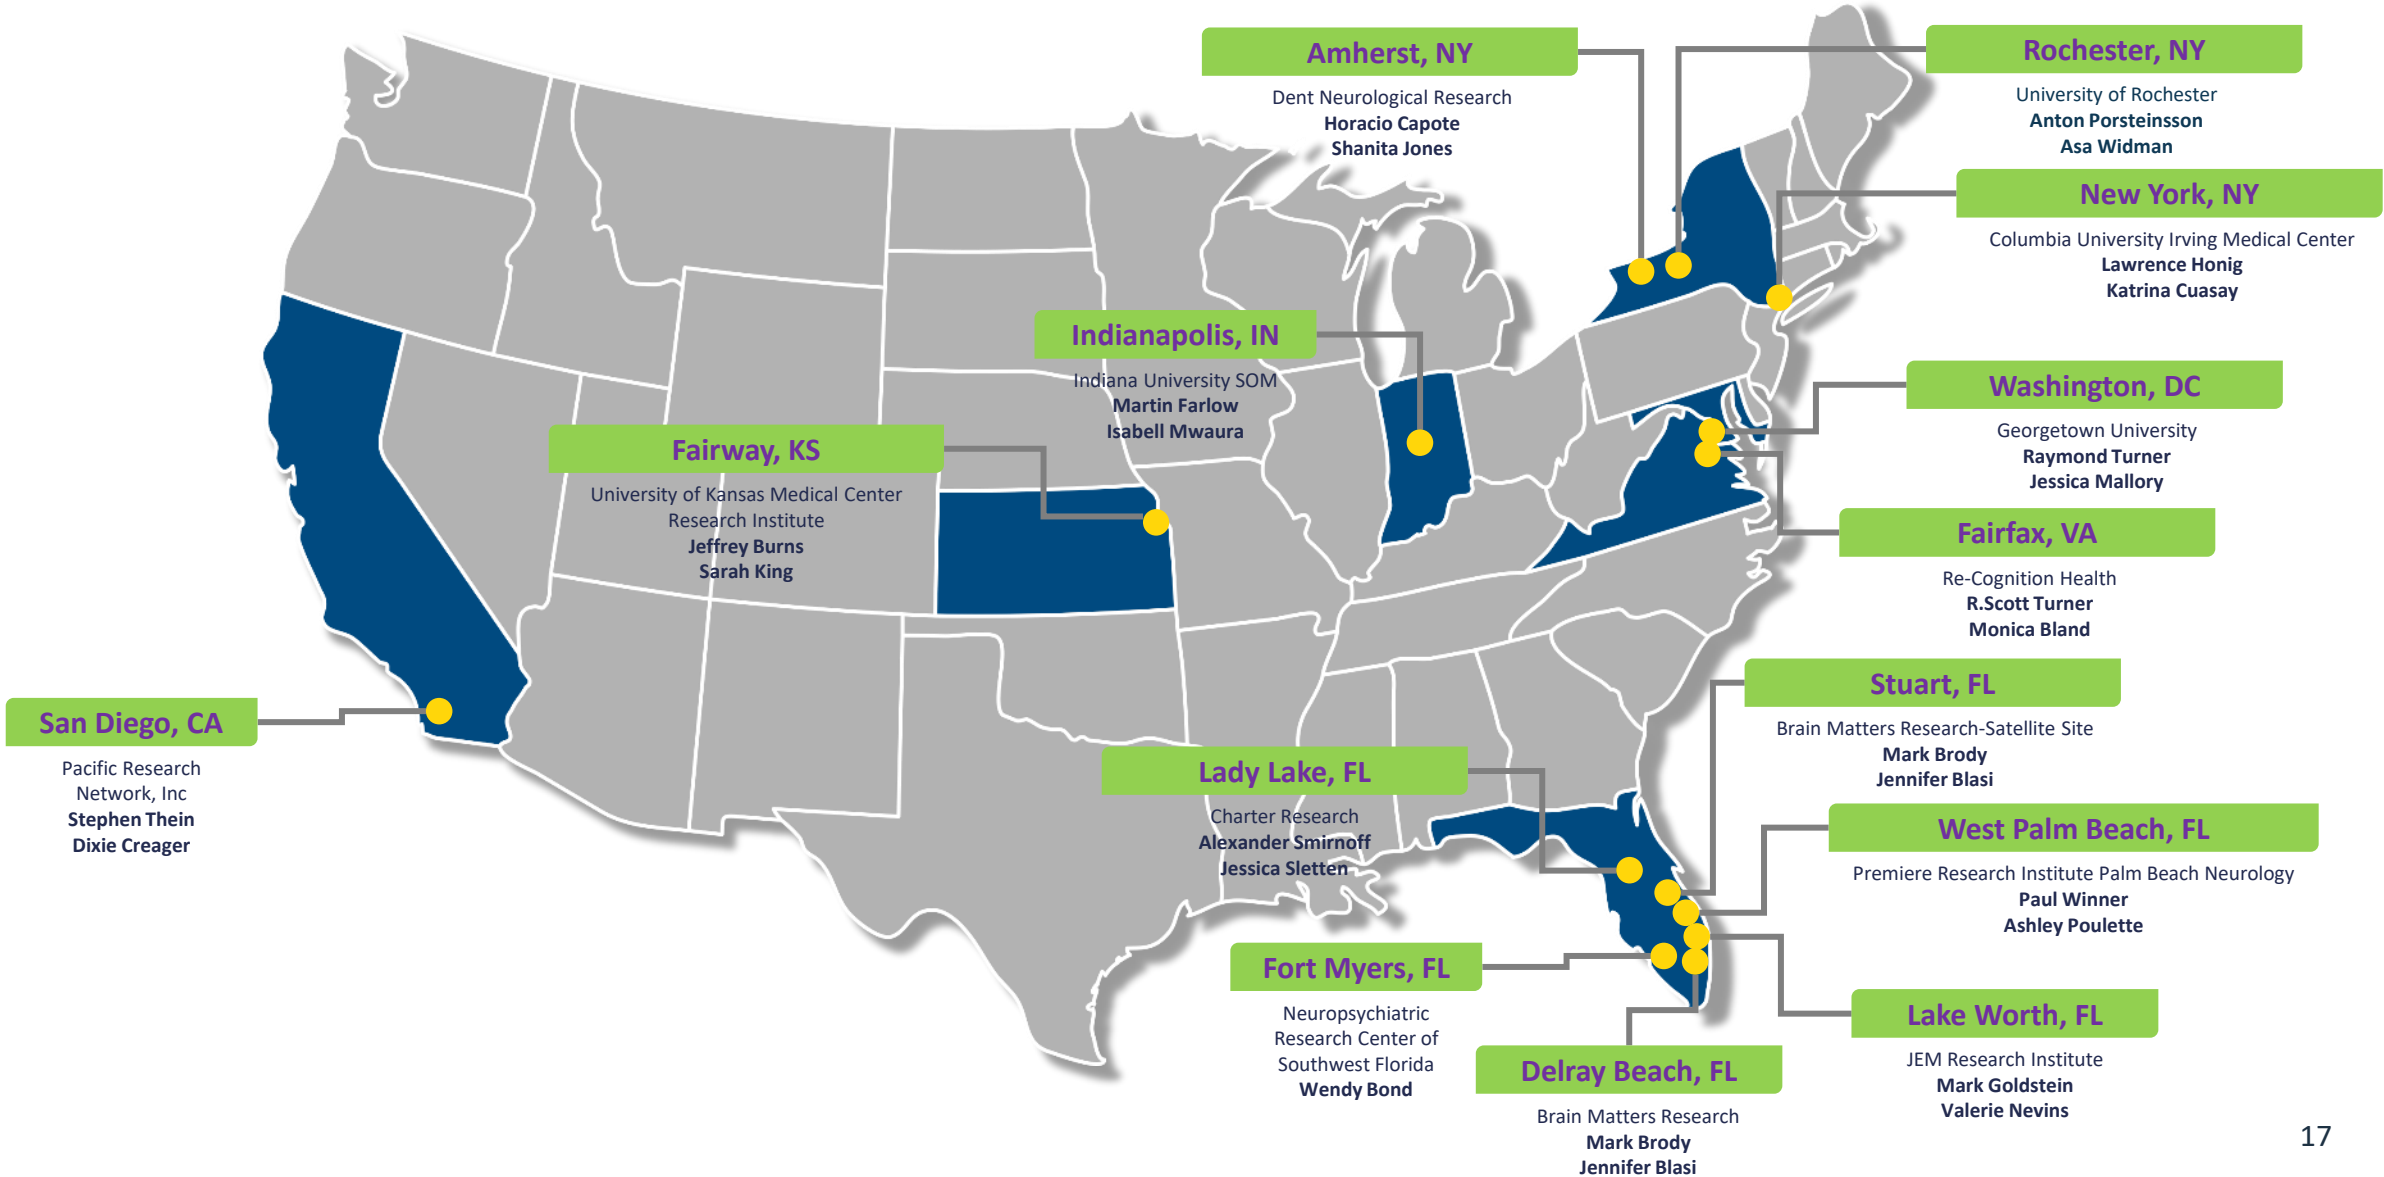 Amherst, NY
Dent Neurological Research
Horacio Capote
Shanita Jones
Rochester, NY
University of Rochester
Anton Porsteinsson
Asa Widman
New York, NY
Columbia University Irving Medical Center
Lawrence Honig
Katrina Cuasay
Indianapolis, IN
Indiana University SOM
Martin Farlow
Isabell Mwaura
Washington, DC
Georgetown University
Raymond Turner
Jessica Mallory
Fairway, KS
University of Kansas Medical Center
Research Institute
Jeffrey Burns
Sarah King
Fairfax, VA
Re-Cognition Health
R.Scott Turner
Monica Bland
San Diego, CA
Pacific Research
Network, Inc
Stephen Thein
Dixie Creager
Stuart, FL
Brain Matters Research-Satellite Site
Mark Brody
Jennifer Blasi
Lady Lake, FL
Charter Research
Alexander Smirnoff
Jessica Sletten
West Palm Beach, FL
Premiere Research Institute Palm Beach Neurology
Paul Winner
Ashley Poulette
Fort Myers, FL
Neuropsychiatric
Research Center of
Southwest Florida
Wendy Bond
Lake Worth, FL
JEM Research Institute
Mark Goldstein
Valerie Nevins
Delray Beach, FL
Brain Matters Research
Mark Brody
Jennifer Blasi
17